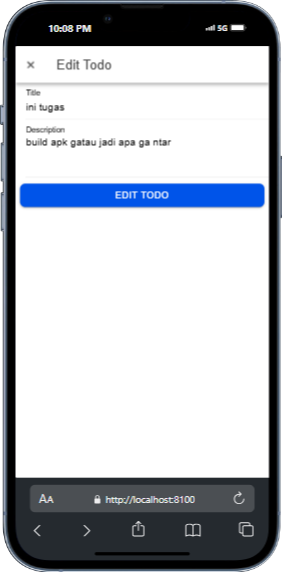 10:08 PM
5G
× Edit Todo
Title
ini tugas
Description
build apk gatau jadi apa ga ntar
EDIT TODO
AA
http://localhost:8100